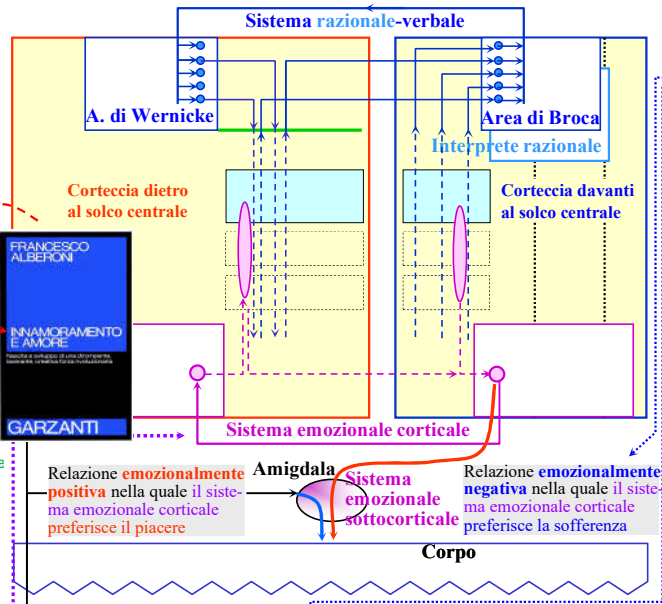 Sistema razionale-verbale
A. di Wernicke
Area di Broca
Interprete razionale
Corteccia dietro
al solco centrale
Corteccia davanti
al solco centrale
FRANCESCO
ALBERONI
INNAMORAMENTO
E AMORE
GARZANTI
Sistema emozionale corticale
Relazione emozionalmente
positiva nella quale il siste-
ma emozionale corticale
preferisce il piacere
Amigdala
Sistema
emozionale
sottocorticale
Relazione emozionalmente
negativa nella quale il siste-
ma emozionale corticale
preferisce la sofferenza
Corpo